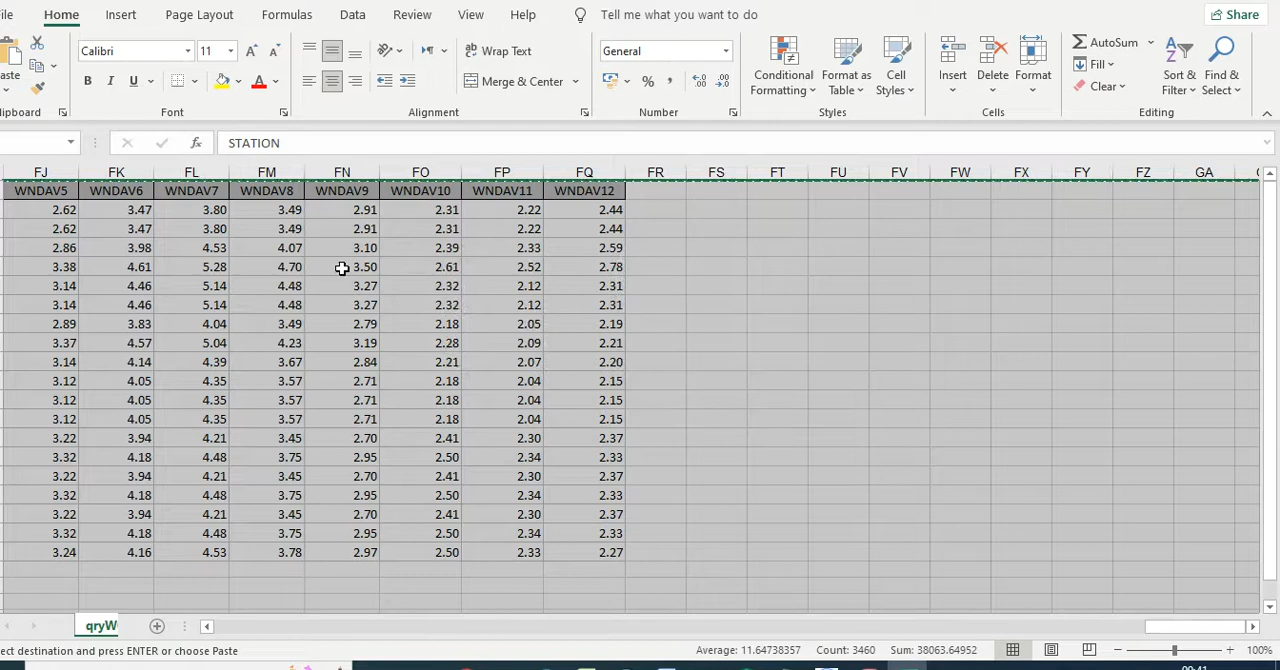 ile Home Insert Page Layout Formulas Data Review View Help Tell me what you want to do Share
aste Calibri 11 A A Wrap Text General Conditional Formatting Format as Table Cell Styles Insert Delete Format AutoSum Sort & Filter Find & Select
B I U A Merge & Center % , Fill
Clear
lipboard Font Alignment Number Styles Cells Editing
fx STATION
FJ FK FL FM FN FO FP FQ FR FS FT FU FV FW FX FY FZ GA
WNDAV5 WNDAV6 WNDAV7 WNDAV8 WNDAV9 WNDAV10 WNDAV11 WNDAV12
2.62 3.47 3.80 3.49 2.91 2.31 2.22 2.44
2.62 3.47 3.80 3.49 2.91 2.31 2.22 2.44
2.86 3.98 4.53 4.07 3.10 2.39 2.33 2.59
3.38 4.61 5.28 4.70 3.50 2.61 2.52 2.78
3.14 4.46 5.14 4.48 3.27 2.32 2.12 2.31
3.14 4.46 5.14 4.48 3.27 2.32 2.12 2.31
2.89 3.83 4.04 3.49 2.79 2.18 2.05 2.19
3.37 4.57 5.04 4.23 3.19 2.28 2.09 2.21
3.14 4.14 4.39 3.67 2.84 2.21 2.07 2.20
3.12 4.05 4.35 3.57 2.71 2.18 2.04 2.15
3.12 4.05 4.35 3.57 2.71 2.18 2.04 2.15
3.12 4.05 4.35 3.57 2.71 2.18 2.04 2.15
3.22 3.94 4.21 3.45 2.70 2.41 2.30 2.37
3.32 4.18 4.48 3.75 2.95 2.50 2.34 2.33
3.22 3.94 4.21 3.45 2.70 2.41 2.30 2.37
3.32 4.18 4.48 3.75 2.95 2.50 2.34 2.33
3.22 3.94 4.21 3.45 2.70 2.41 2.30 2.37
3.32 4.18 4.48 3.75 2.95 2.50 2.34 2.33
3.24 4.16 4.53 3.78 2.97 2.50 2.33 2.27
qryW
ect destination and press ENTER or choose Paste Average: 11.64738357 Count: 3460 Sum: 38063.64952 100%